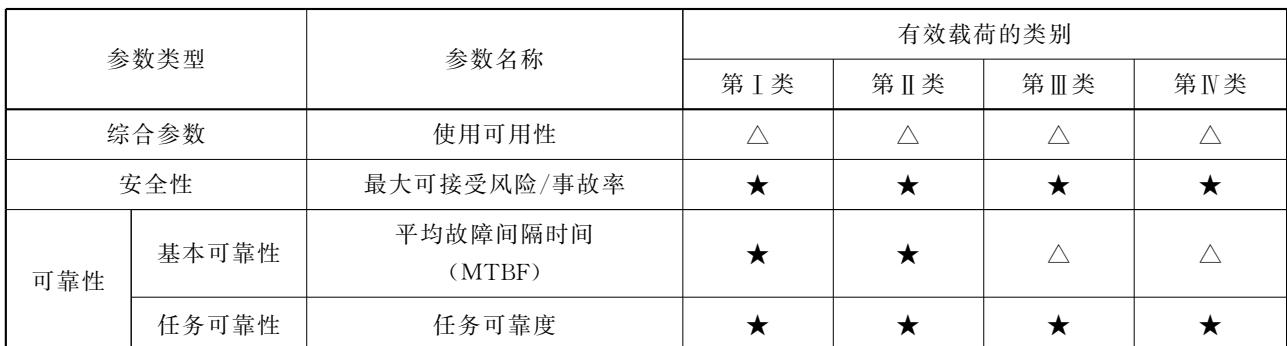 参数类型 参数名称 有效载荷的类别
第Ⅰ类 第Ⅱ类 第Ⅲ类 第Ⅳ类
综合参数 使用可用性 △ △ △ △
安全性 最大可接受风险/事故率 ★ ★ ★ ★
可靠性 基本可靠性 平均故障间隔时间
（MTBF） ★ ★ △ △
任务可靠性 任务可靠度 ★ ★ ★ ★